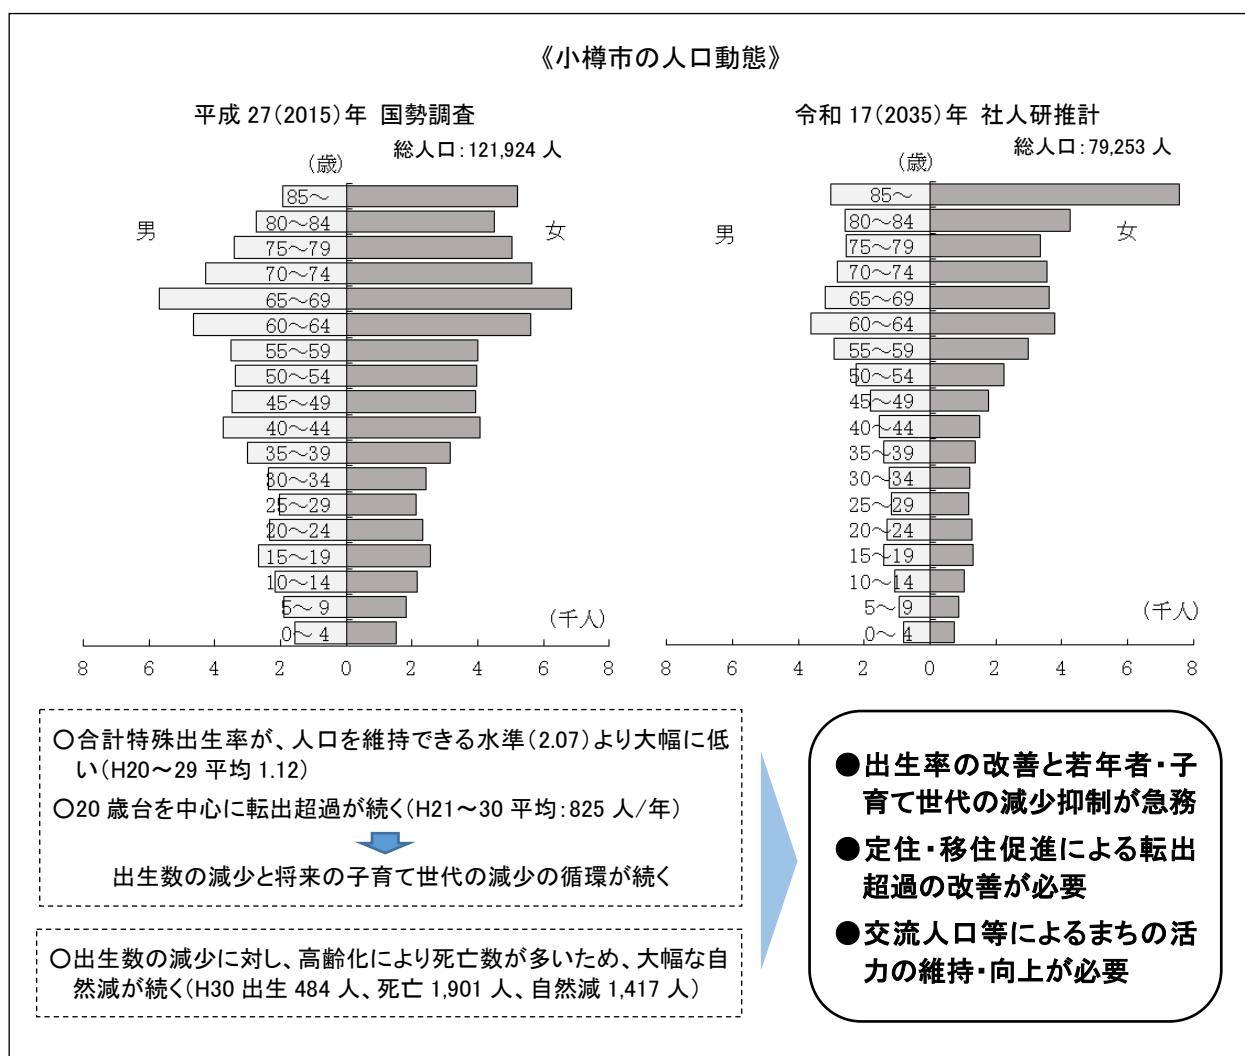 《小樽市の人口動態》
平成 27(2015)年 国勢調査
総人口:121,924 人
(歳)
男
女
85～
80～84
75～79
70～74
65～69
60～64
55～59
50～54
45～49
40～44
35～39
30～34
25～29
20～24
15～19
10～14
5～ 9
0～ 4
(千人)
8 6 4 2 0 2 4 6 8
令和 17(2035)年 社人研推計
総人口:79,253 人
(歳)
男
女
85～
80～84
75～79
70～74
65～69
60～64
55～59
50～54
45～49
40～44
35～39
30～34
25～29
20～24
15～19
10～14
5～ 9
0～ 4
(千人)
8 6 4 2 0 2 4 6 8
○合計特殊出生率が、人口を維持できる水準(2.07)より大幅に低
い(H20～29 平均 1.12)
○20 歳台を中心に転出超過が続く(H21～30 平均:825 人/年)
出生数の減少と将来の子育て世代の減少の循環が続く
○出生数の減少に対し、高齢化により死亡数が多いため、大幅な自
然減が続く(H30 出生 484 人、死亡 1,901 人、自然減 1,417 人)
●出生率の改善と若年者・子
育て世代の減少抑制が急務
●定住・移住促進による転出
超過の改善が必要
●交流人口等によるまちの活
力の維持・向上が必要